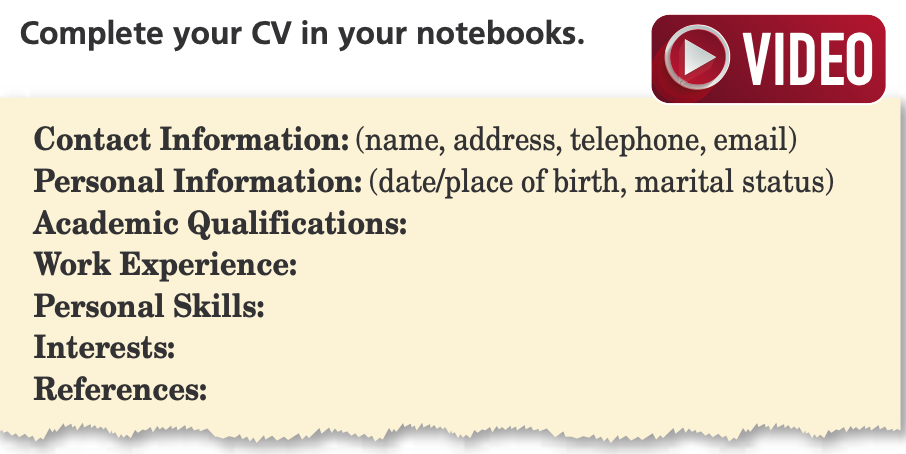 Complete your CV in your notebooks.
VIDEO
Contact Information: (name, address, telephone, email)
Personal Information: (date/place of birth, marital status)
Academic Qualifications:
Work Experience:
Personal Skills:
Interests:
References: